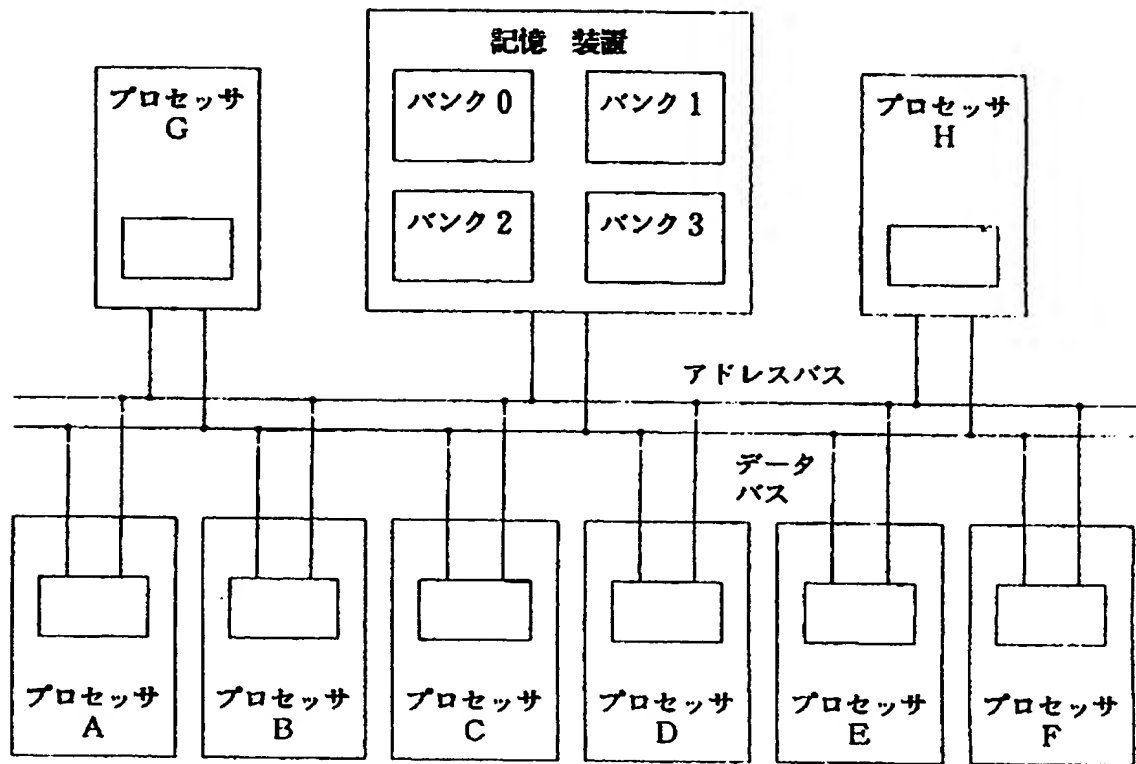 記憶 装置
プロセッサ
G
バンク0
バンク1
プロセッサ
H
バンク2
バンク3
アドレスバス
データ
バス
プロセッサ
A
プロセッサ
B
プロセッサ
C
プロセッサ
D
プロセッサ
E
プロセッサ
F